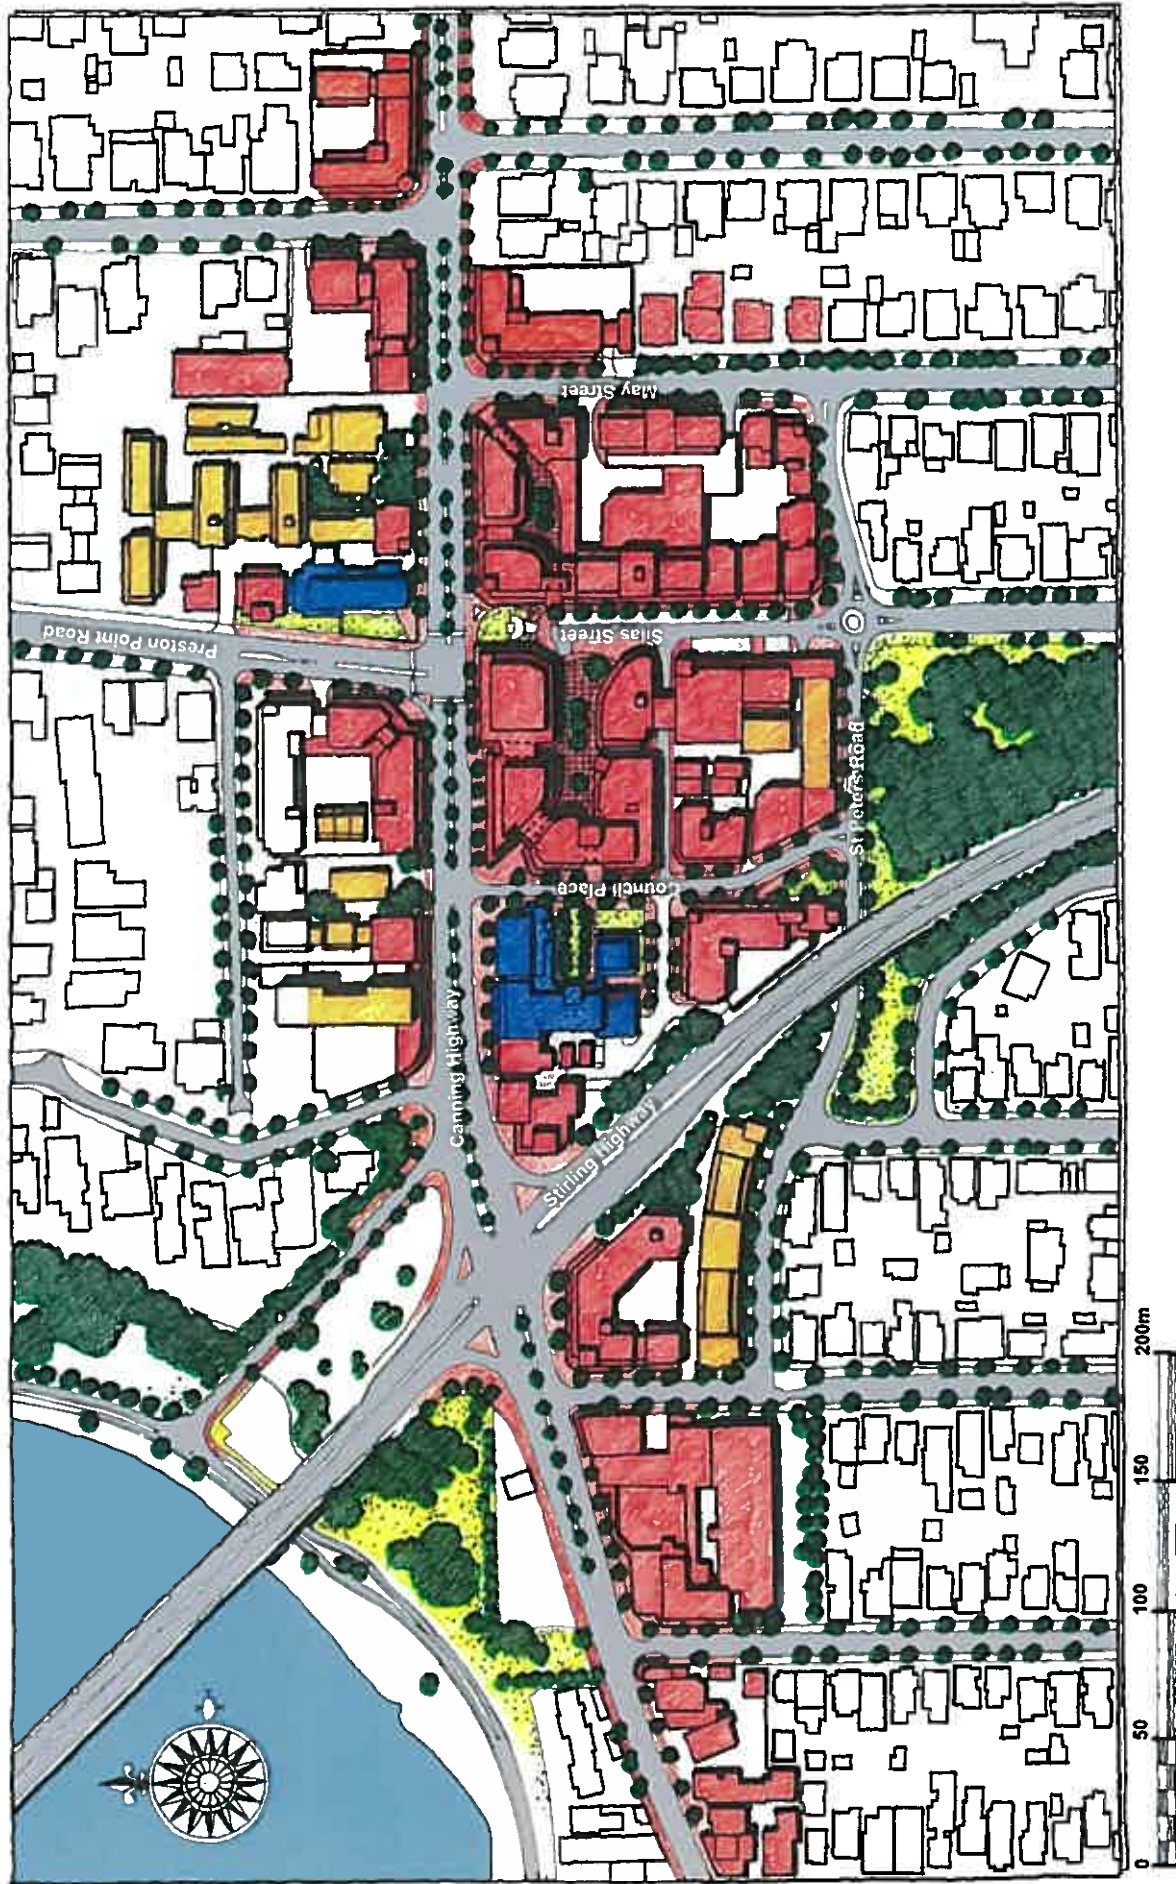 May Street
Preston Point Road
Silas Street
St Peters Road
Council Place
Canning Highway
Stirling Highway
0
50
100
150
200m